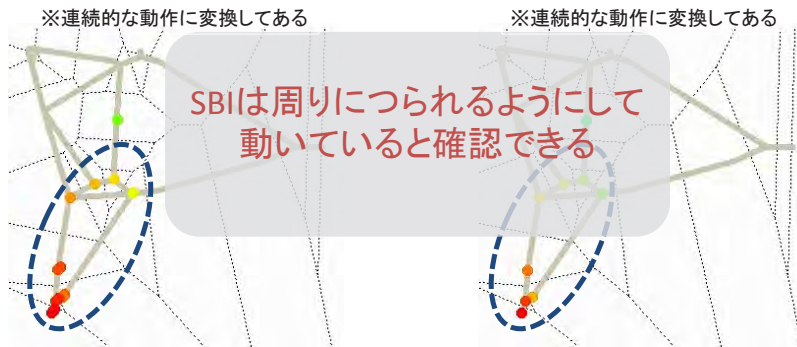 ※連続的な動作に変換してある
※連続的な動作に変換してある
SBIは周りにつられるようにして
動いていると確認できる